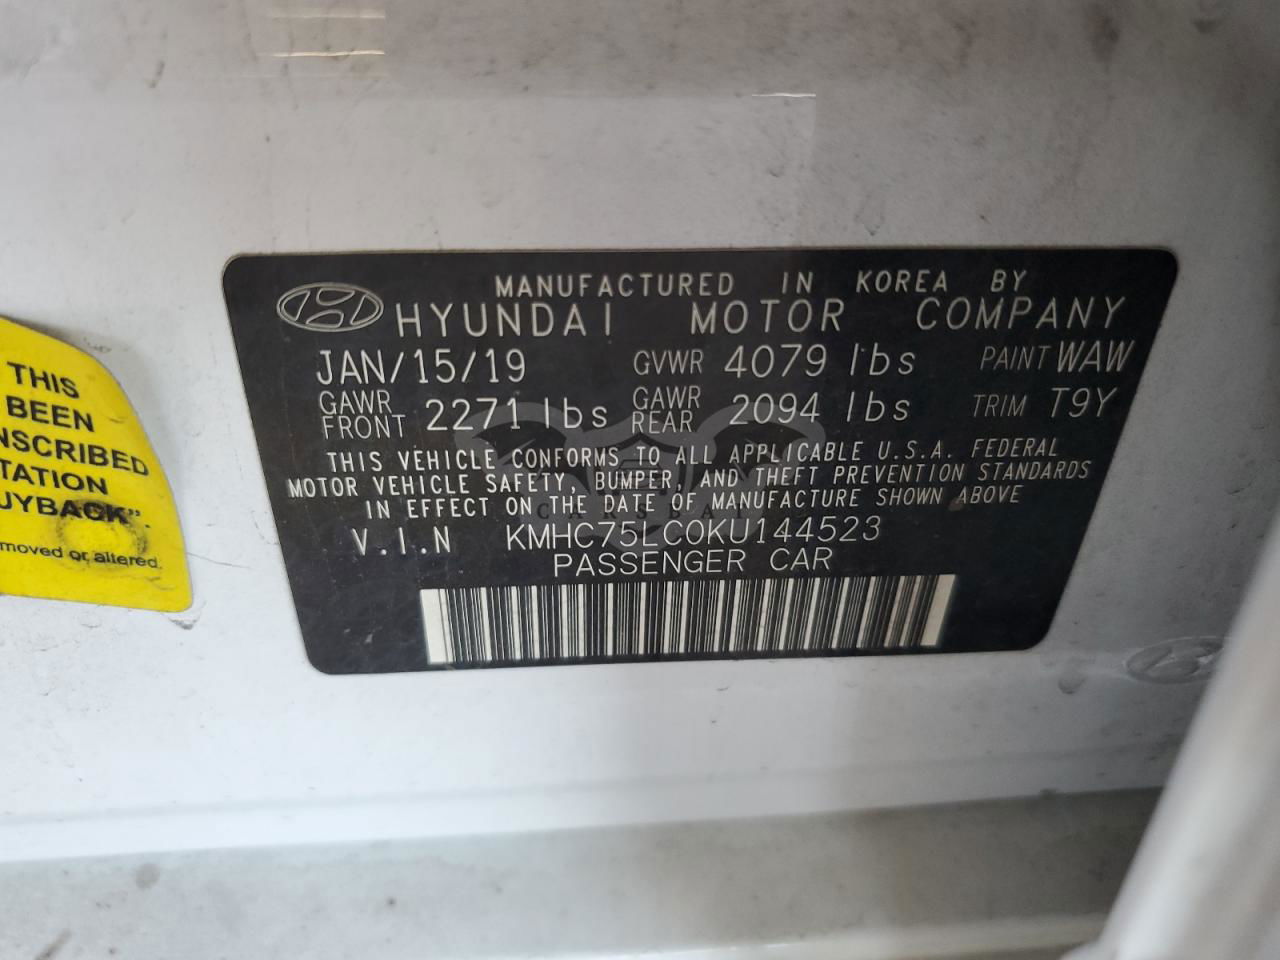 MANUFACTURED IN KOREA BY
HYUNDAI MOTOR COMPANY
JAN/15/19 GVWR 4079 lbs PAINT WAW
GAWR FRONT 2271 lbs GAWR REAR 2094 lbs TRIM T9Y
THIS VEHICLE CONFORMS TO ALL APPLICABLE U.S.A. FEDERAL
MOTOR VEHICLE SAFETY, BUMPER, AND THEFT PREVENTION STANDARDS
IN EFFECT ON THE DATE OF MANUFACTURE SHOWN ABOVE
V.I.N KMHC75LC0KU144523
PASSENGER CAR
THIS
BEEN
NSCRIBED
TATION
UYBACK".
moved or altered.